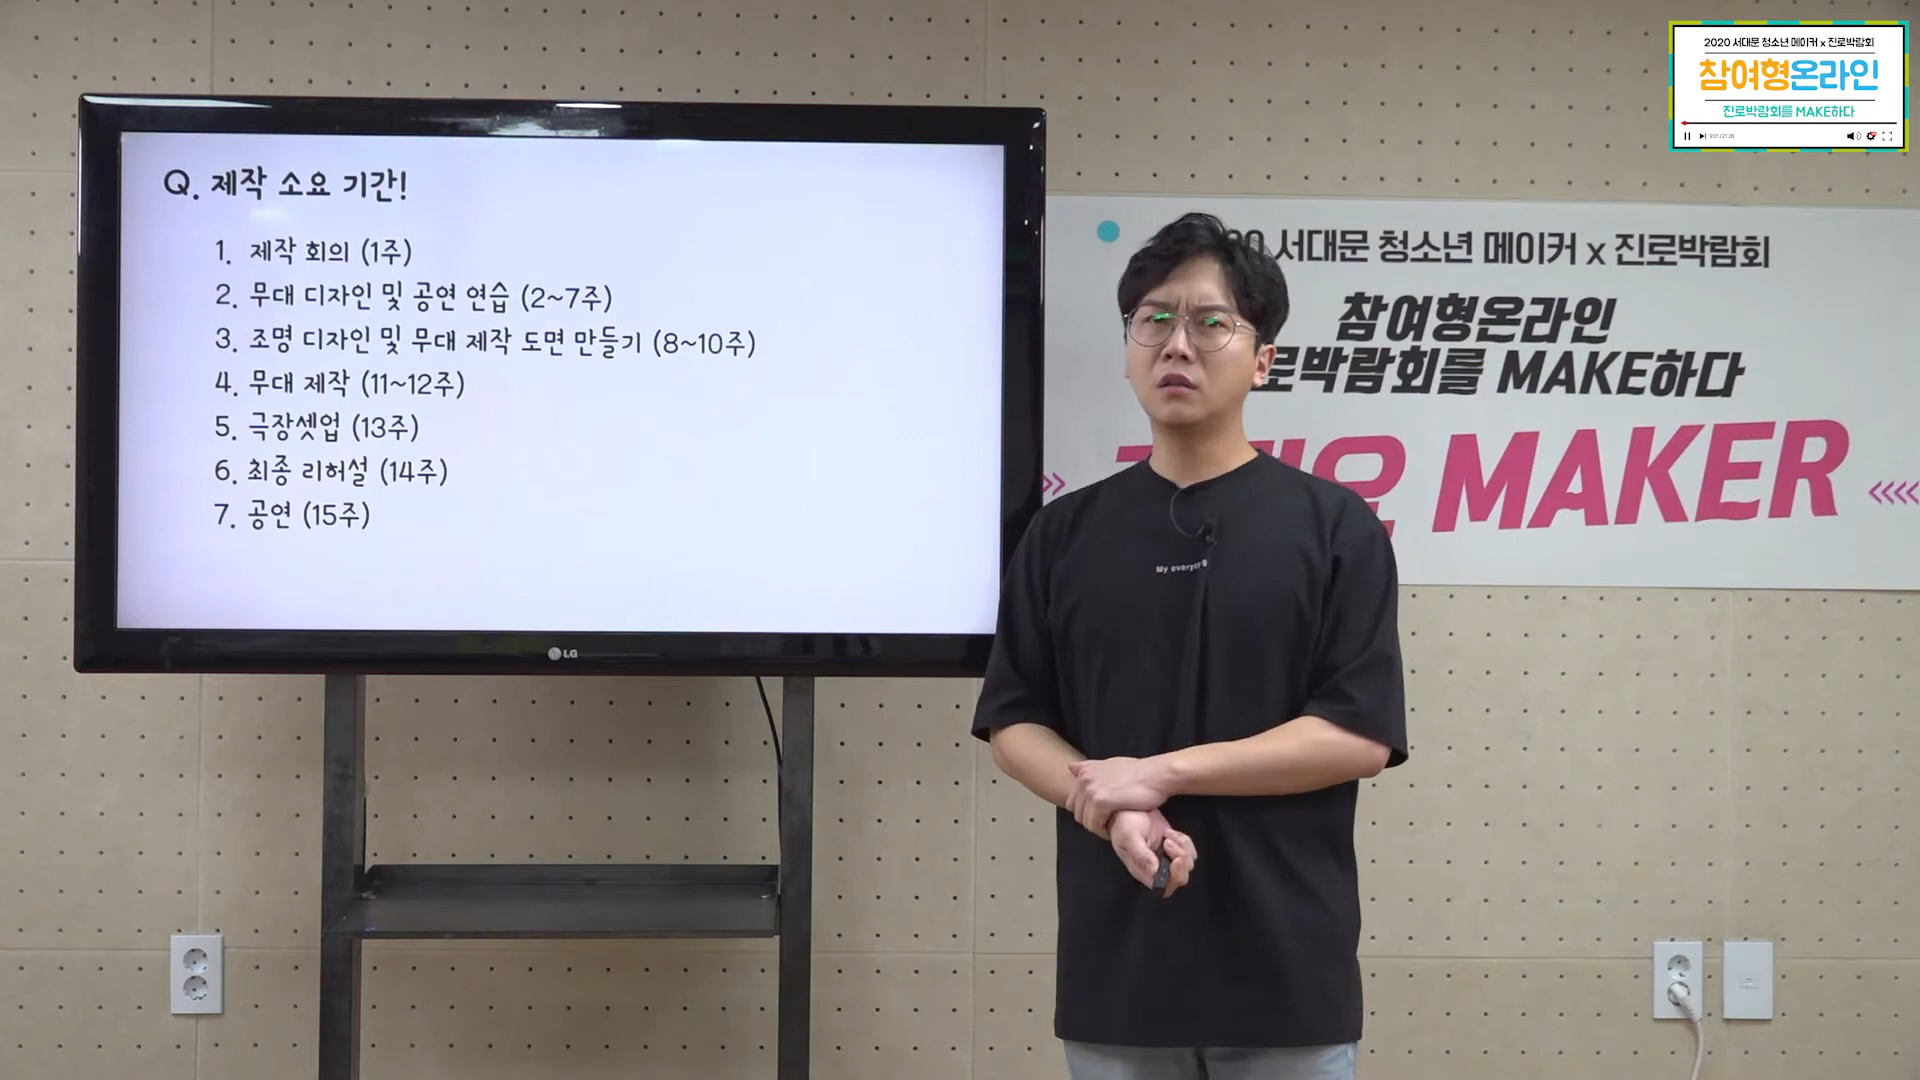 2020 서대문 청소년 메이커 x 진로박람회
참여형온라인
진로박람회를 MAKE하다
Q. 제작 소요 기간!
1. 제작 회의 (1주)
2. 무대 디자인 및 공연 연습 (2~7주)
3. 조명 디자인 및 무대 제작 도면 만들기 (8~10주)
4. 무대 제작 (11~12주)
5. 극장셋업 (13주)
6. 최종 리허설 (14주)
7. 공연 (15주)
LG
서대문 청소년 메이커 x 진로박람회
참여형온라인
로박람회를 MAKE하다
MAKER
My everyth